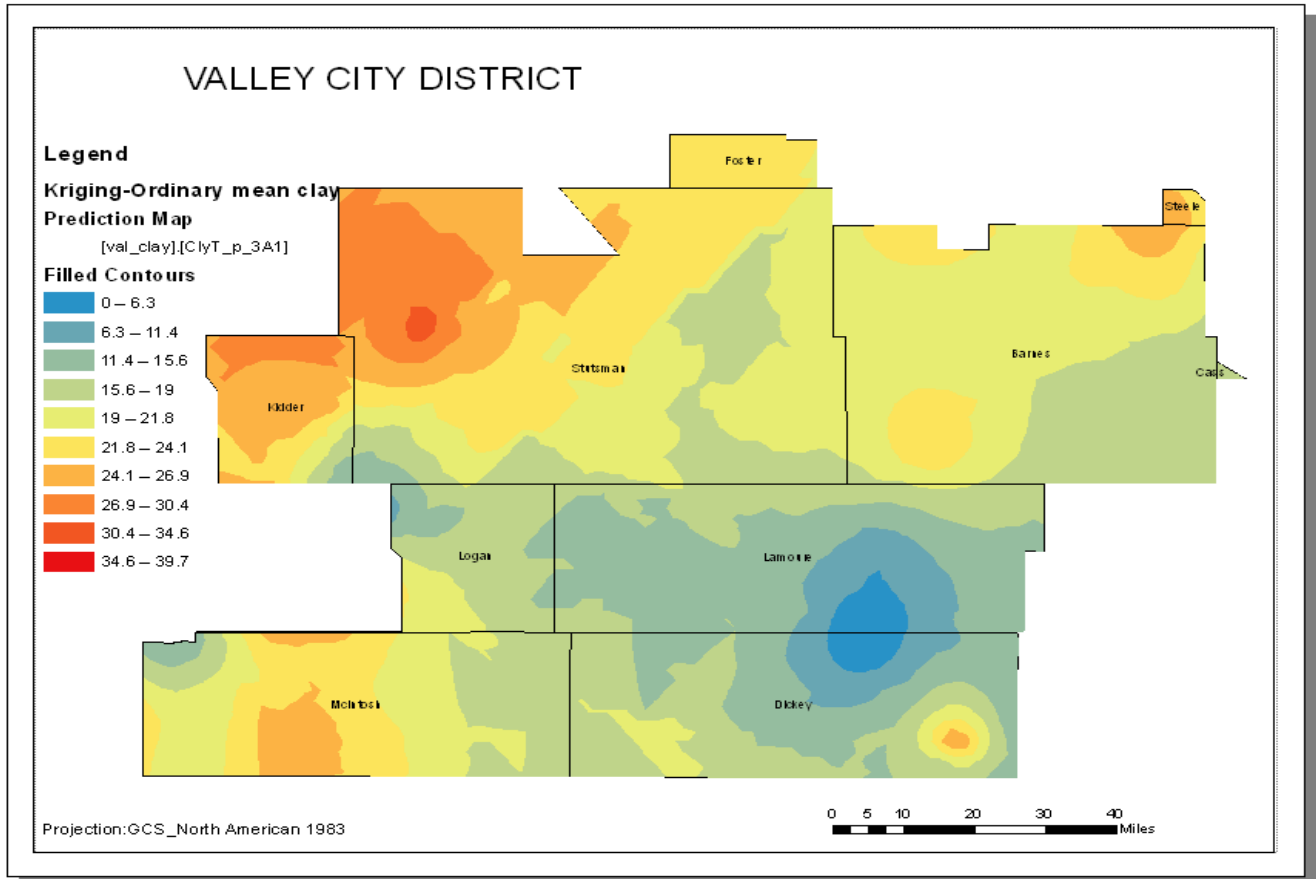 VALLEY CITY DISTRICT
Legend
Kriging-Ordinary mean clay
Prediction Map
[val_clay].[ClyT_p_3A1]
Filled Contours
0 – 6.3
6.3 – 11.4
11.4 – 15.6
15.6 – 19
19 – 21.8
21.8 – 24.1
24.1 – 26.9
26.9 – 30.4
30.4 – 34.6
34.6 – 39.7
Foster
Steele
Stutsman
Barnes
Cass
Kidder
Logan
Lamoure
McIntosh
Dickey
Projection:GCS_North American 1983
0 5 10 20 30 40
Miles